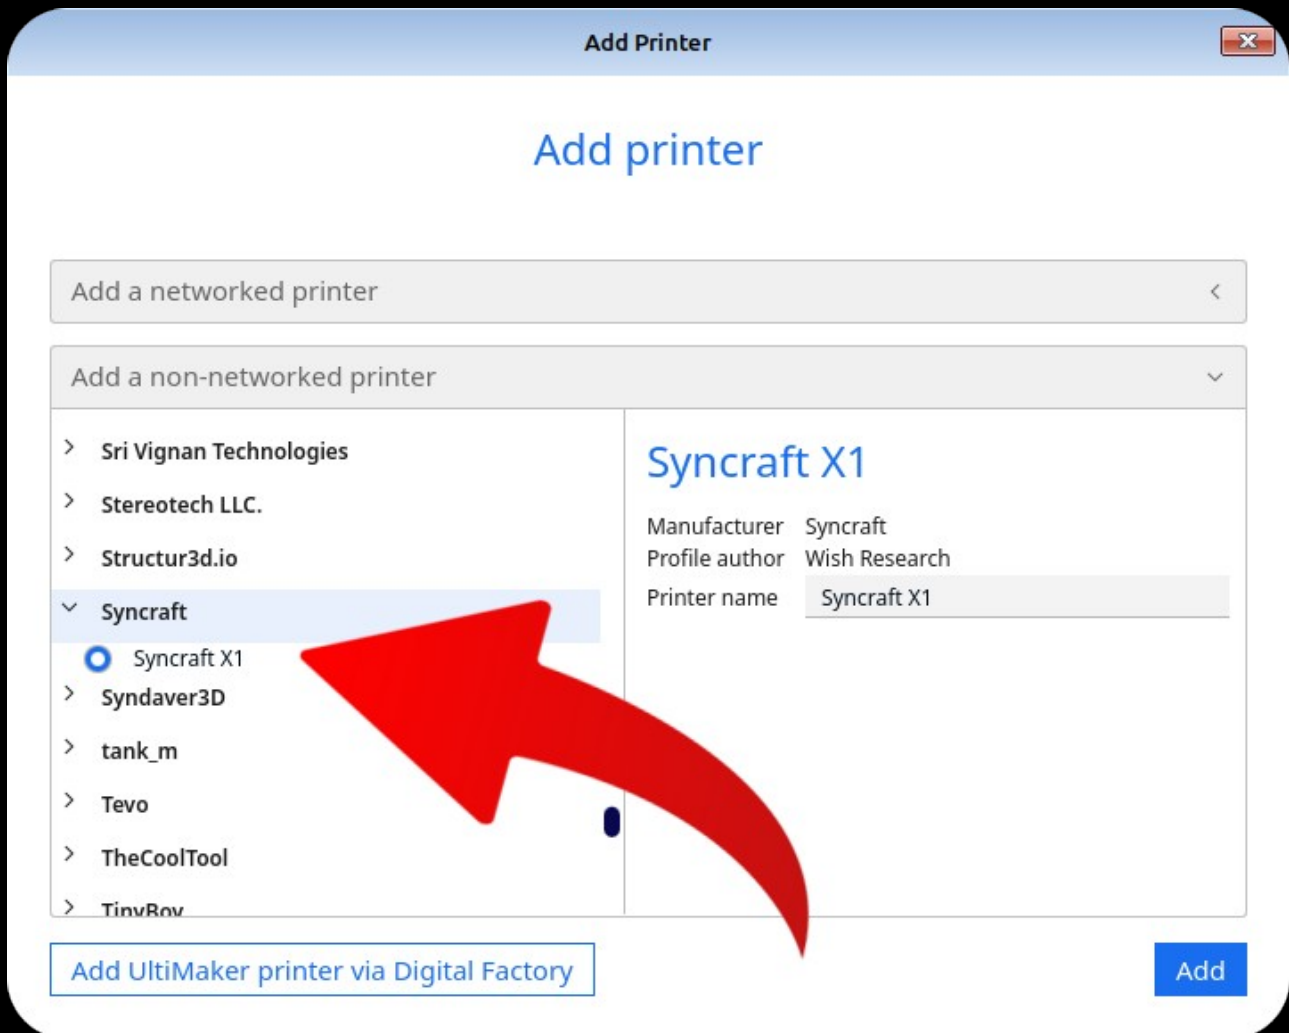 Add Printer
Add printer
Add a networked printer
Add a non-networked printer
Sri Vignan Technologies
Stereotech LLC.
Structur3d.io
Syncraft
Syncraft X1
Syndaver3D
tank_m
Tevo
TheCoolTool
TinyBoy
Syncraft X1
Manufacturer Syncraft
Profile author Wish Research
Printer name Syncraft X1
Add UltiMaker printer via Digital Factory
Add